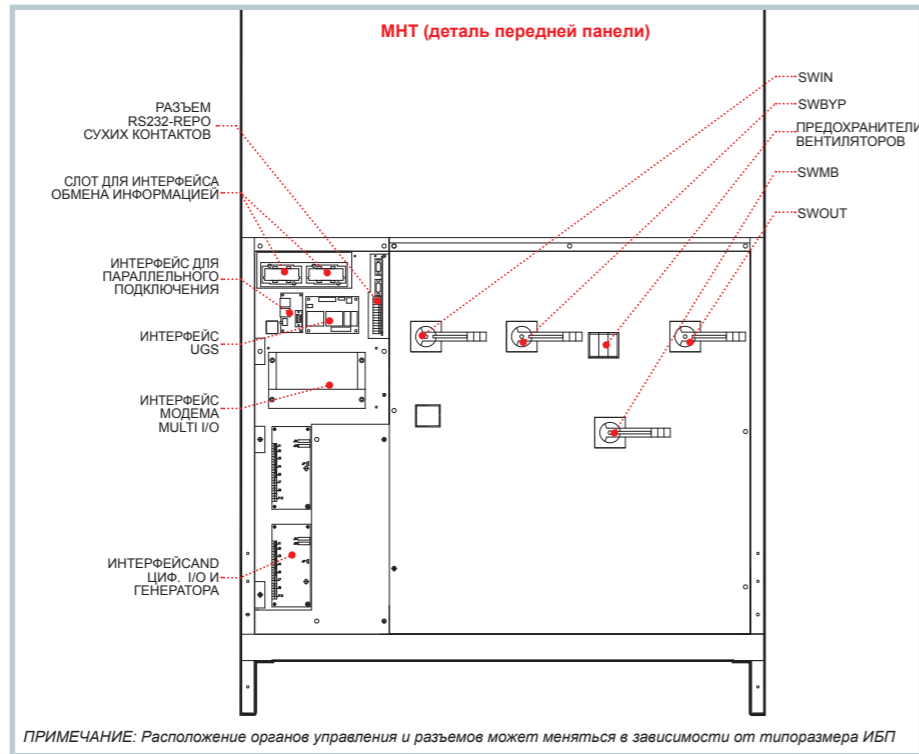 МНТ (деталь передней панели)
РАЗЪЕМ
RS232-REPO
СУХИХ КОНТАКТОВ
СЛОТ ДЛЯ ИНТЕРФЕЙСА
ОБМЕНА ИНФОРМАЦИЕЙ
ИНТЕРФЕЙС ДЛЯ
ПАРАЛЛЕЛЬНОГО
ПОДКЛЮЧЕНИЯ
ИНТЕРФЕЙС
UGS
ИНТЕРФЕЙС
МОДЕМА
MULTI I/O
ИНТЕРФЕЙСAND
ЦИФ. I/O И
ГЕНЕРАТОРА
SWIN
SWBYP
ПРЕДОХРАНИТЕЛИ
ВЕНТИЛЯТОРОВ
SWMB
SWOUT
ПРИМЕЧАНИЕ: Расположение органов управления и разъемов может меняться в зависимости от типоразмера ИБП